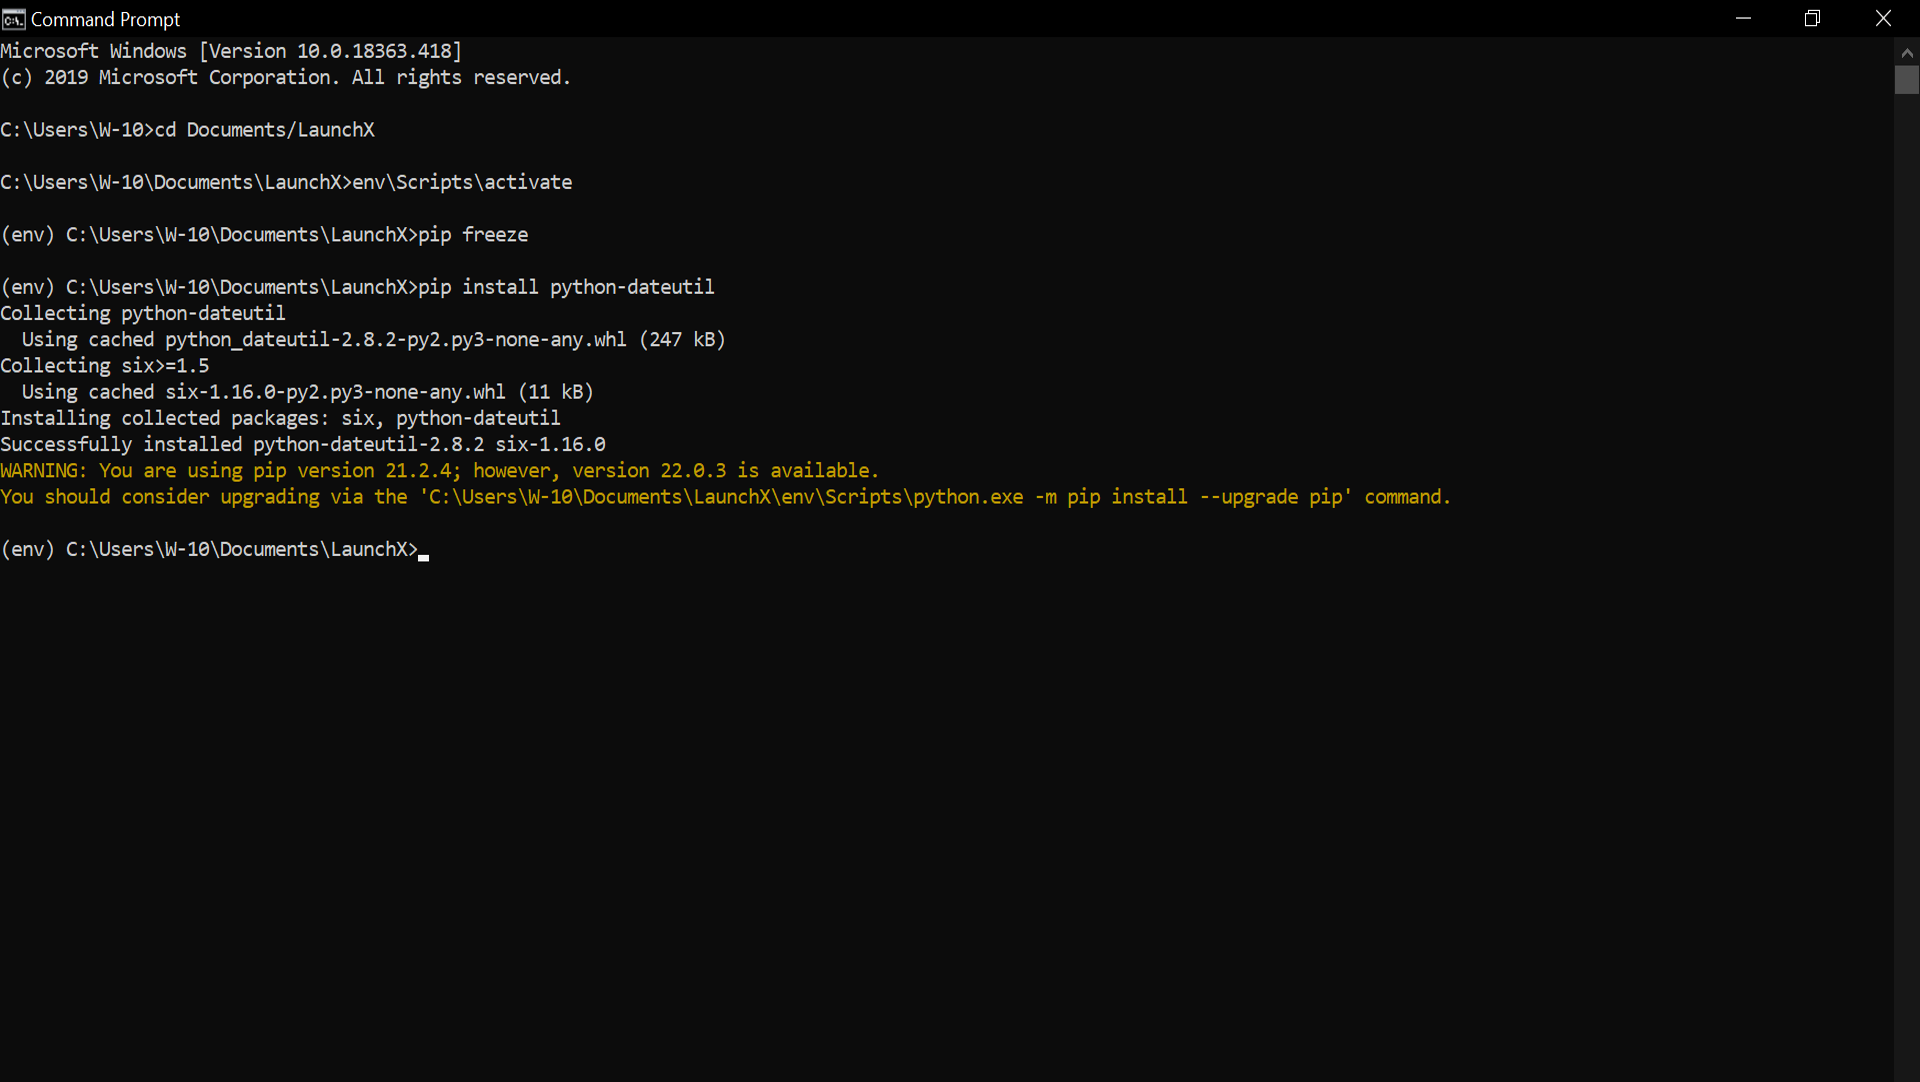 Command Prompt
Microsoft Windows [Version 10.0.18363.418]
(c) 2019 Microsoft Corporation. All rights reserved.
C:\Users\W-10>cd Documents/LaunchX
C:\Users\W-10\Documents\LaunchX>env\Scripts\activate
(env) C:\Users\W-10\Documents\LaunchX>pip freeze
(env) C:\Users\W-10\Documents\LaunchX>pip install python-dateutil
Collecting python-dateutil
  Using cached python_dateutil-2.8.2-py2.py3-none-any.whl (247 kB)
Collecting six>=1.5
  Using cached six-1.16.0-py2.py3-none-any.whl (11 kB)
Installing collected packages: six, python-dateutil
Successfully installed python-dateutil-2.8.2 six-1.16.0
WARNING: You are using pip version 21.2.4; however, version 22.0.3 is available.
You should consider upgrading via the 'C:\Users\W-10\Documents\LaunchX\env\Scripts\python.exe -m pip install --upgrade pip' command.
(env) C:\Users\W-10\Documents\LaunchX>